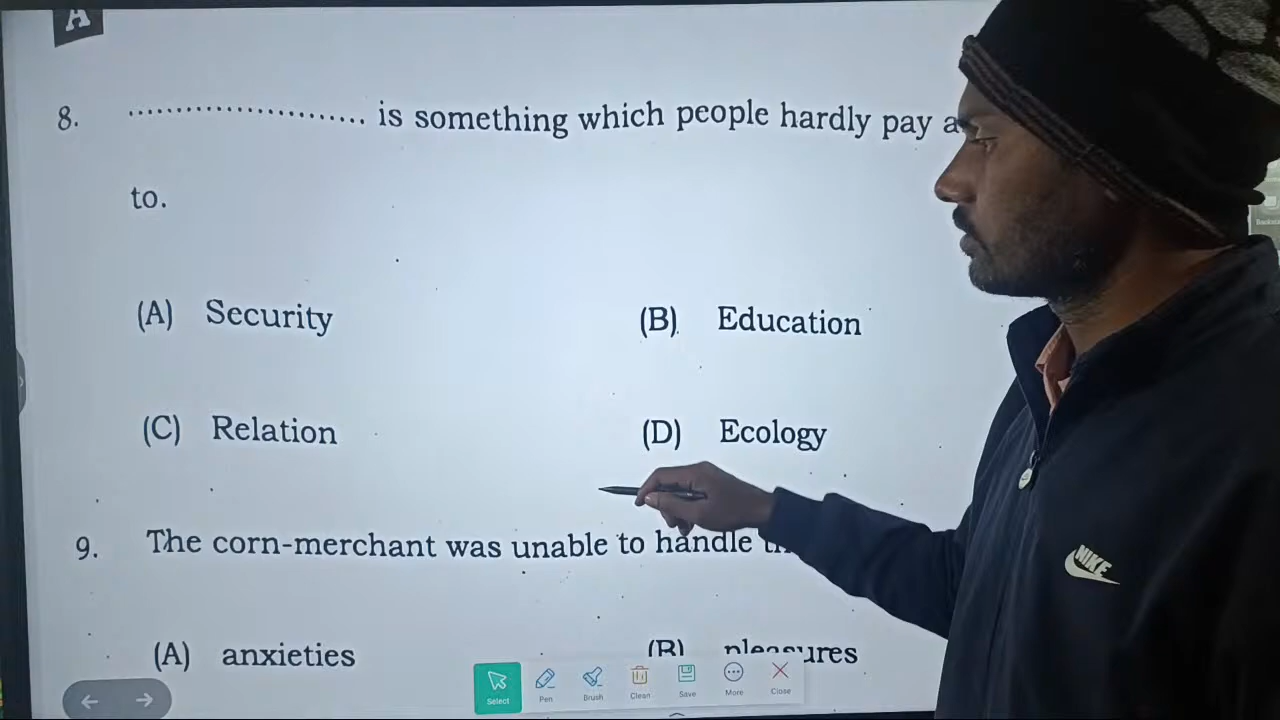 A
8. ........................ is something which people hardly pay a
to.
(A) Security (B) Education
(C) Relation (D) Ecology
9. The corn-merchant was unable to handle
(A) anxieties (B) pleasures
Select Pen Brush Clean Save More Close
NIKE